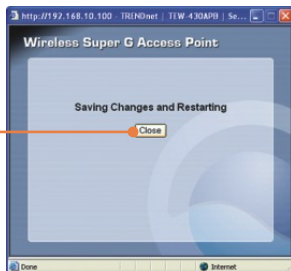 http://192.168.10.100 - TRENDnet | TEW-430APB | Se...
Wireless Super G Access Point
Saving Changes and Restarting
Close
Done
Internet